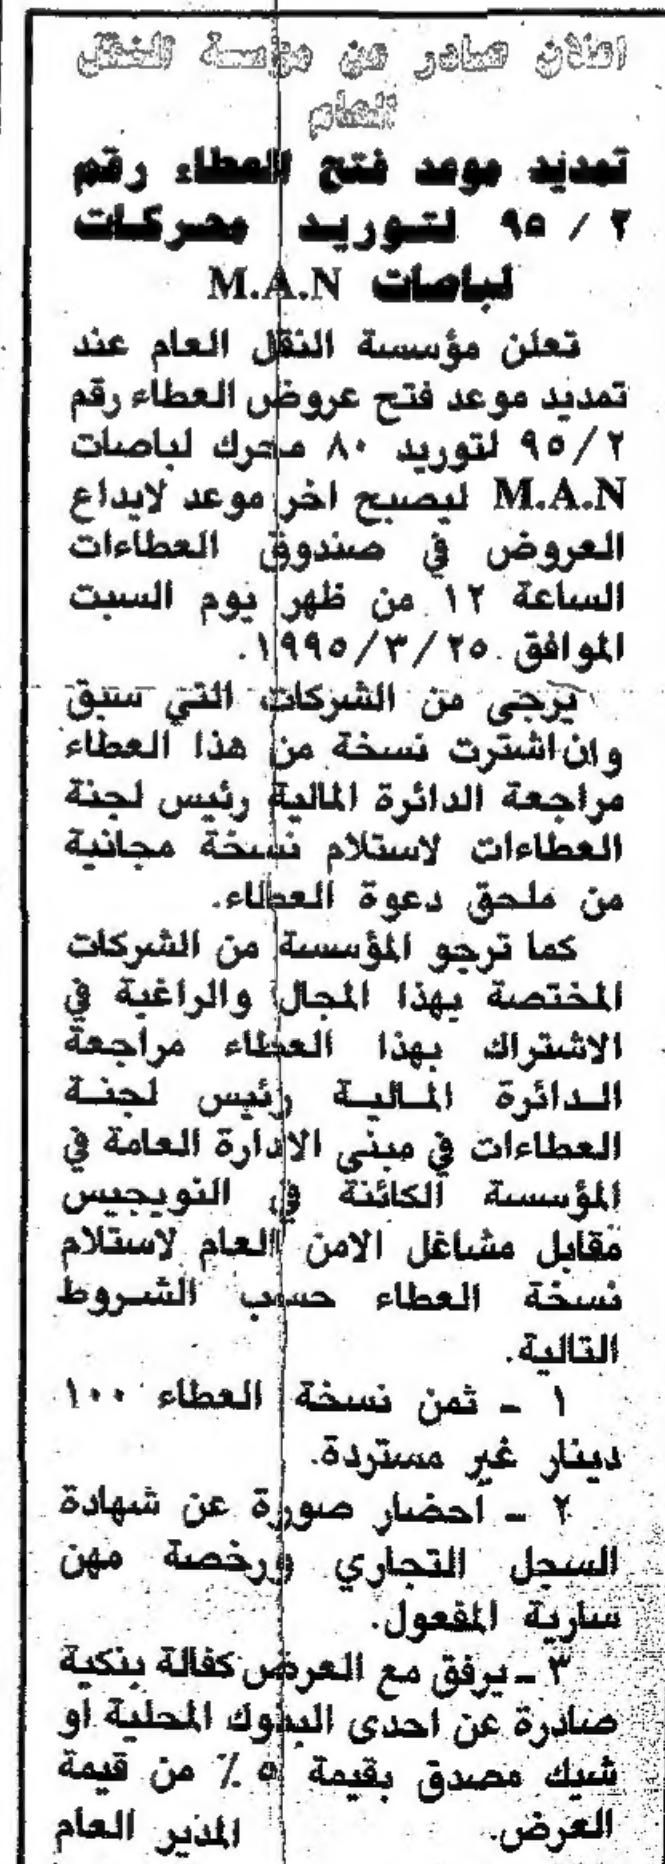 اعلان صادر عن مؤسسة النقل
العام
تمديد موعد فتح العطاء رقم
٢ / ٩٥ لتوريد محركات
لباصات M.A.N
تعلن مؤسسة النقل العام عند
تمديد موعد فتح عروض العطاء رقم
٩٥/٢ لتوريد ٨٠ محرك لباصات
M.A.N ليصبح اخر موعد لايداع
العروض في صندوق العطاءات
الساعة ١٢ من ظهر يوم السبت
الموافق ١٩٩٥/٣/٢٥.
يرجى من الشركات التي سبق
وان اشترت نسخة من هذا العطاء
مراجعة الدائرة المالية رئيس لجنة
العطاءات لاستلام نسخة مجانية
من ملحق دعوة العطاء.
كما ترجو المؤسسة من الشركات
المختصة بهذا المجال والراغبة في
الاشتراك بهذا العطاء مراجعة
الدائرة المالية رئيس لجنة
العطاءات في مبنى الادارة العامة في
المؤسسة الكائنة في النويجيس
مقابل مشاغل الامن العام لاستلام
نسخة العطاء حسب الشروط
التالية.
١ - ثمن نسخة العطاء ١٠٠
دينار غير مستردة.
٢ - احضار صورة عن شهادة
السجل التجاري ورخصة مهن
سارية المفعول.
٣ - يرفق مع العرض كفالة بنكية
صادرة عن احدى البنوك المحلية او
شيك مصدق بقيمة ٥ ٪ من قيمة
العرض. المدير العام